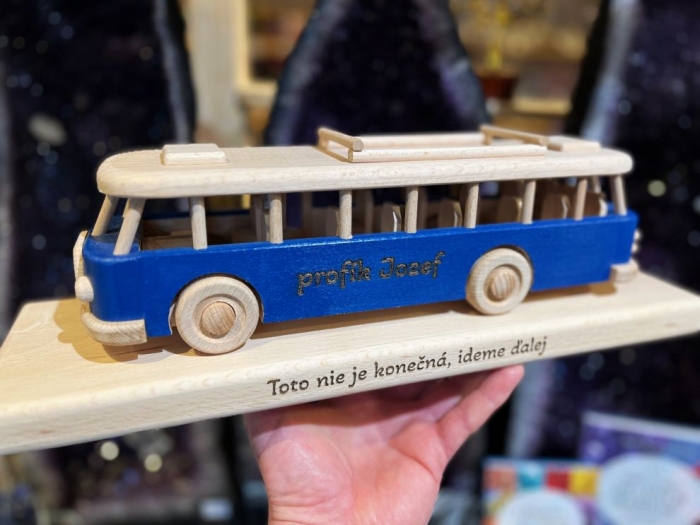 profík Jozef
Toto nie je konečná, ideme ďalej